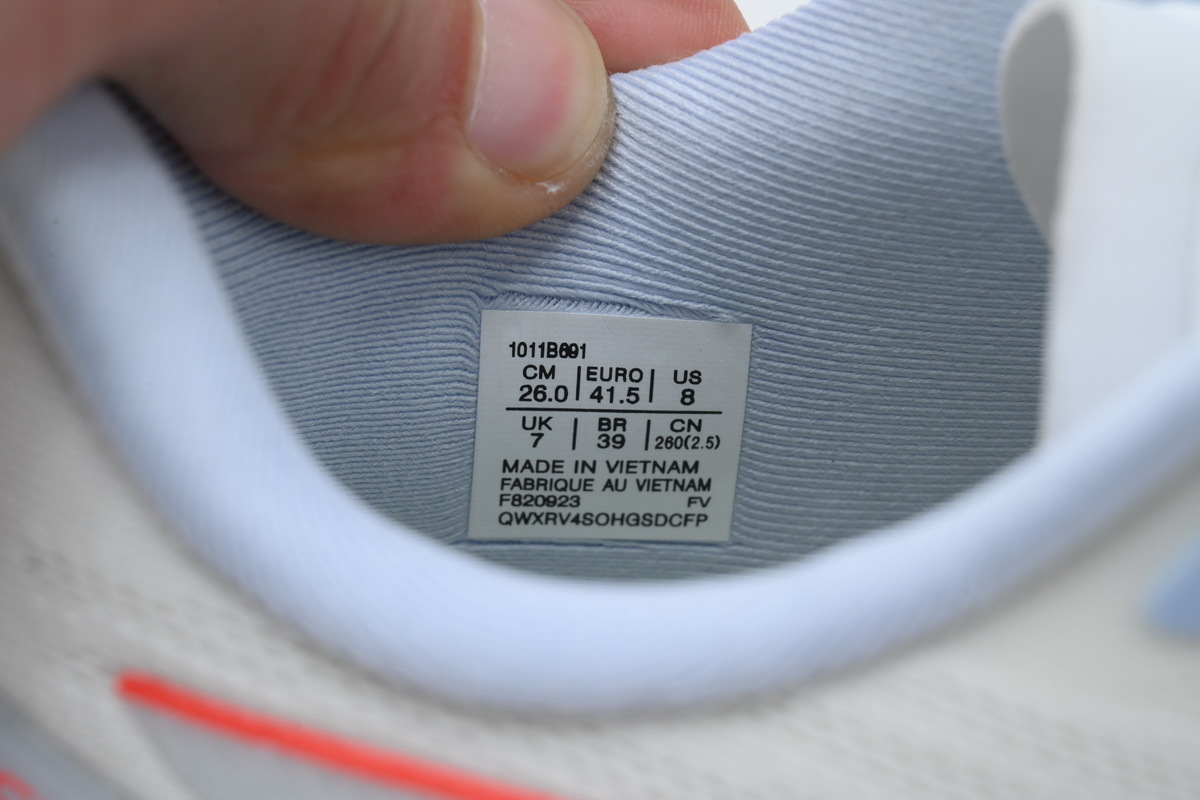 1011B691
CM | EURO | US
26.0 | 41.5 | 8
UK | BR | CN
7 | 39 | 260(2.5)
MADE IN VIETNAM
FABRIQUE AU VIETNAM
F820923 FV
QWXRV4SOHGSDCFP